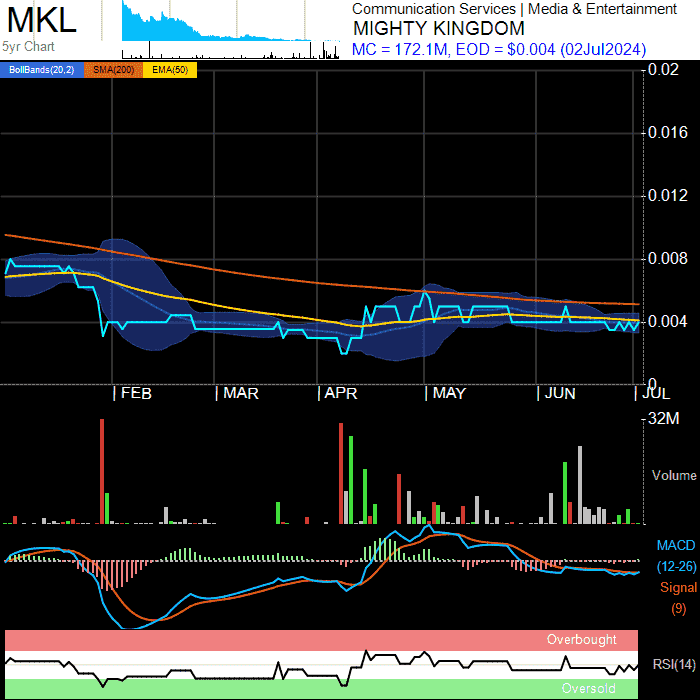 MKL
5yr Chart
Communication Services | Media & Entertainment
MIGHTY KINGDOM
MC = 172.1M, EOD = $0.004 (02Jul2024)
BollBands(20,2) SMA(200) EMA(50)
0.02
0.016
0.012
0.008
0.004
0
FEB MAR APR MAY JUN JUL
32M
Volume
MACD
(12-26)
Signal
(9)
Overbought
RSI(14)
Oversold